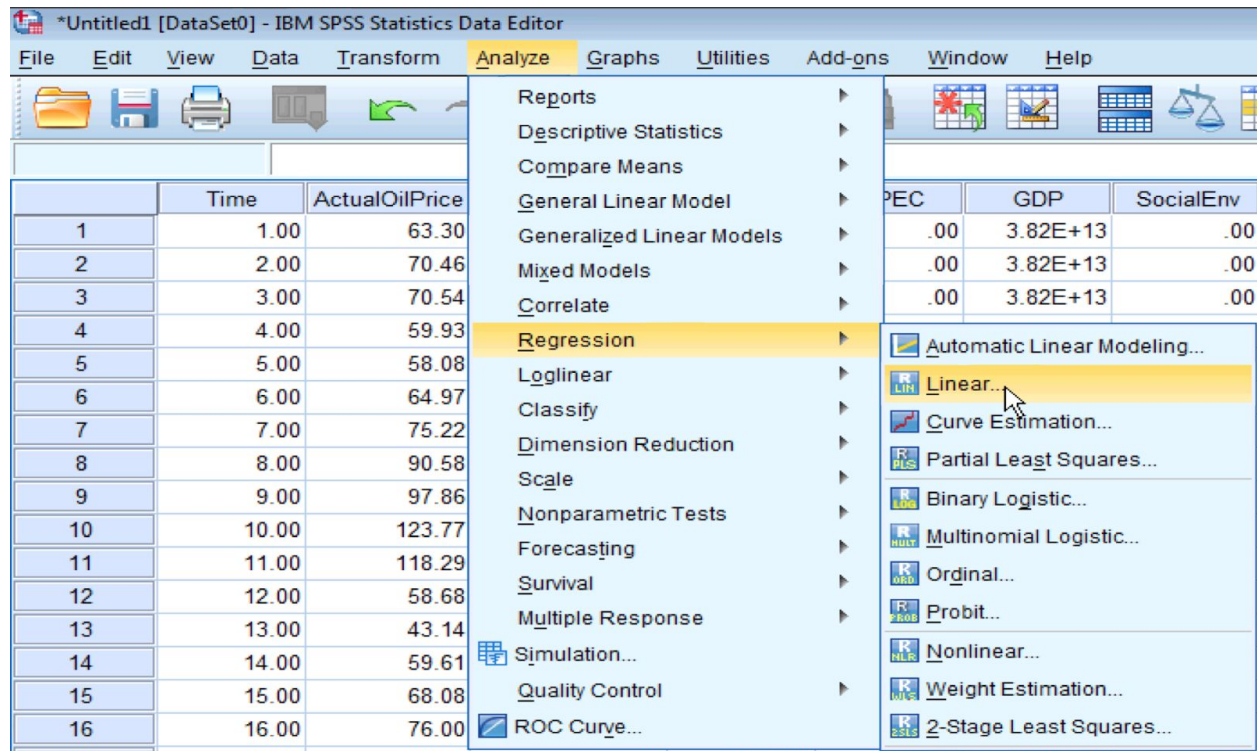 *Untitled1 [DataSet0] - IBM SPSS Statistics Data Editor
File Edit View Data Transform Analyze Graphs Utilities Add-ons Window Help
Time ActualOilPrice PEC GDP SocialEnv
1 1.00 63.30 .00 3.82E+13 .00
2 2.00 70.46 .00 3.82E+13 .00
3 3.00 70.54 .00 3.82E+13 .00
4 4.00 59.93
5 5.00 58.08
6 6.00 64.97
7 7.00 75.22
8 8.00 90.58
9 9.00 97.86
10 10.00 123.77
11 11.00 118.29
12 12.00 58.68
13 13.00 43.14
14 14.00 59.61
15 15.00 68.08
16 16.00 76.00
Reports
Descriptive Statistics
Compare Means
General Linear Model
Generalized Linear Models
Mixed Models
Correlate
Regression
Loglinear
Classify
Dimension Reduction
Scale
Nonparametric Tests
Forecasting
Survival
Multiple Response
Simulation...
Quality Control
ROC Curve...
Automatic Linear Modeling...
R LIN Linear...
Curve Estimation...
R PLS Partial Least Squares...
R LOG Binary Logistic...
R MULT Multinomial Logistic...
R ORD Ordinal...
R PROB Probit...
R NLR Nonlinear...
R WLS Weight Estimation...
R 2SLS 2-Stage Least Squares...